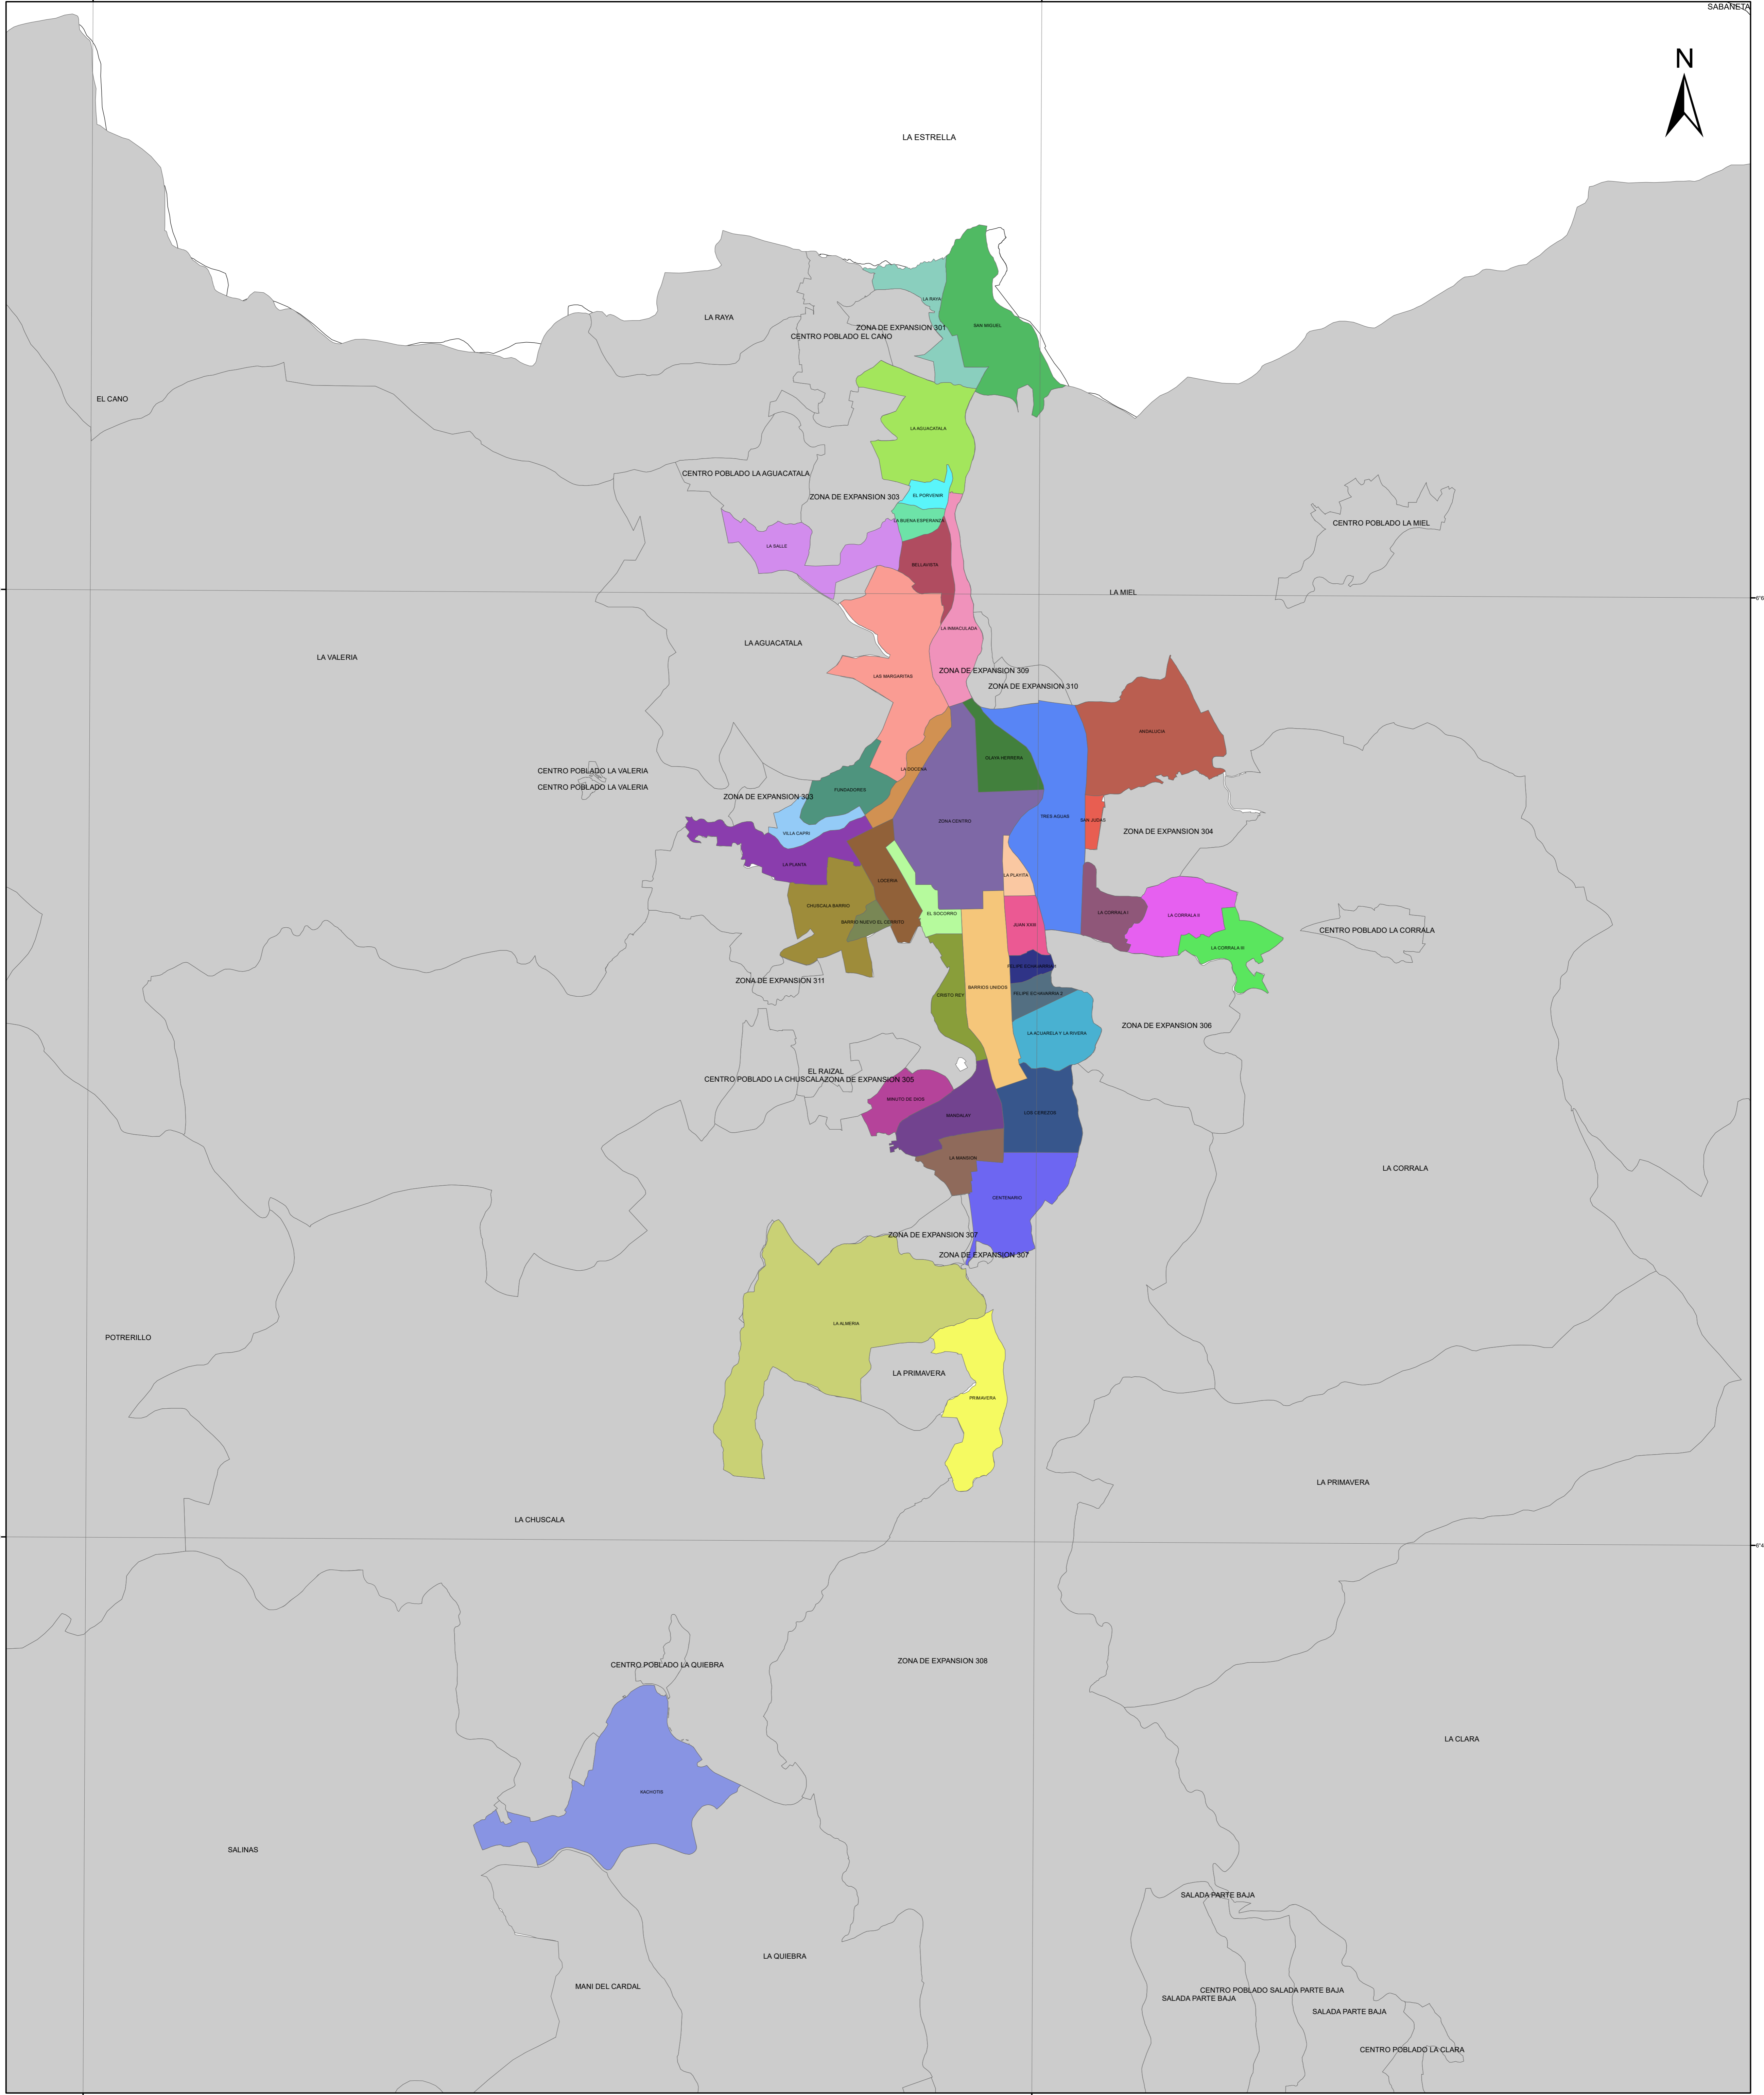 SABAÑETA
N
LA ESTRELLA
LA RAYA
LA RAYA
SAN MIGUEL
ZONA DE EXPANSION 301
CENTRO POBLADO EL CANO
EL CANO
LA AGUACATALA
CENTRO POBLADO LA AGUACATALA
ZONA DE EXPANSION 303
EL PORVENIR
LA BUENA ESPERANZA
CENTRO POBLADO LA MIEL
LA SALLE
BELLAVISTA
LA MIEL
LA INMACULADA
LA AGUACATALA
LA VALERIA
ZONA DE EXPANSION 309
LAS MARGARITAS
ZONA DE EXPANSION 310
ANDALUCIA
OLAYA HERRERA
LA DOCENA
CENTRO POBLADO LA VALERIA
CENTRO POBLADO LA VALERIA
FUNDADORES
ZONA DE EXPANSION 303
TRES AGUAS
SAN JUDAS
ZONA CENTRO
VILLA CAPRI
ZONA DE EXPANSION 304
LA PLANTA
LA PLAYITA
LOCERIA
CHUSCALA BARRIO
EL SOCORRO
LA CORRALA I
LA CORRALA II
BARRIO NUEVO EL CERRITO
JUAN XXIII
CENTRO POBLADO LA CORRALA
LA CORRALA III
ZONA DE EXPANSION 311
BARRIOS UNIDOS
CRISTO REY
FELIPE ECHAVARRIA 2
ZONA DE EXPANSION 306
LA ACUARELA Y LA RIVERA
EL RAIZAL
CENTRO POBLADO LA CHUSCALA
ZONA DE EXPANSION 305
MINUTO DE DIOS
MANDALAY
LOS CEREZOS
LA MANSION
LA CORRALA
CENTENARIO
ZONA DE EXPANSION 307
ZONA DE EXPANSION 307
LA ALMERIA
POTRERILLO
LA PRIMAVERA
PRIMAVERA
LA PRIMAVERA
LA CHUSCALA
CENTRO POBLADO LA QUIEBRA
ZONA DE EXPANSION 308
LA CLARA
KACHOTIS
SALINAS
SALADA PARTE BAJA
LA QUIEBRA
MANI DEL CARDAL
CENTRO POBLADO SALADA PARTE BAJA
SALADA PARTE BAJA
SALADA PARTE BAJA
CENTRO POBLADO LA CLARA